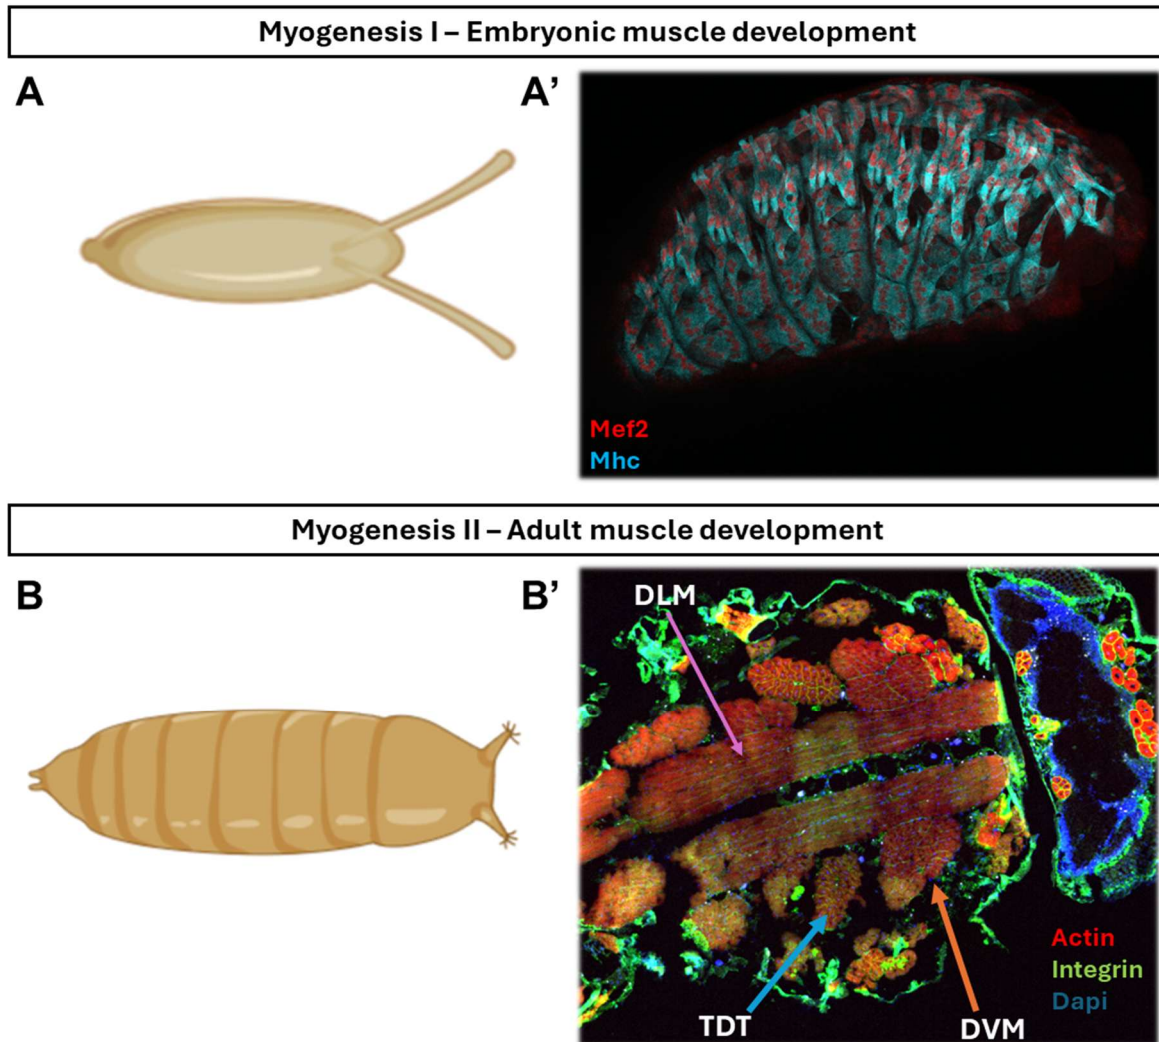 Myogenesis I – Embryonic muscle development
A
A’
Mef2
Mhc
Myogenesis II – Adult muscle development
B
B’
DLM
Actin
Integrin
Dapi
TDT
DVM